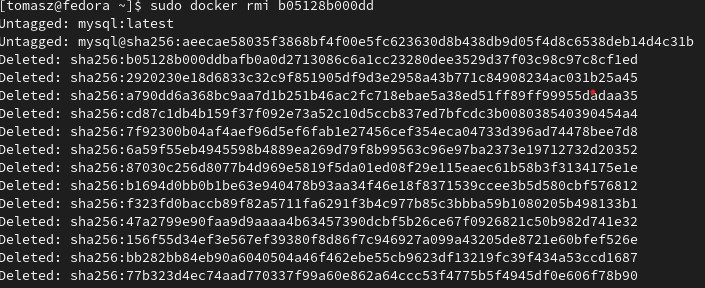 [tomasz@fedora ~]$ sudo docker rmi b05128b000dd
Untagged: mysql:latest
Untagged: mysql@sha256:aeecae58035f3868bf4f00e5fc623630d8b438db9d05f4d8c6538deb14d4c31b
Deleted: sha256:b05128b000ddbafb0a0d2713086c6a1cc23280dee3529d37f03c98c97c8cf1ed
Deleted: sha256:2920230e18d6833c32c9f851905df9d3e2958a43b771c84908234ac031b25a45
Deleted: sha256:a790dd6a368bc9aa7d1b251b46ac2fc718ebae5a38ed51ff89ff99955dadaa35
Deleted: sha256:cd87c1db4b159f37f092e73a52c10d5ccb837ed7bfcdc3b008038540390454a4
Deleted: sha256:7f92300b04af4aef96d5ef6fab1e27456cef354eca04733d396ad74478bee7d8
Deleted: sha256:6a59f55eb4945598b4889ea269d79f8b99563c96e97ba2373e19712732d20352
Deleted: sha256:87030c256d8077b4d969e5819f5da01ed08f29e115eaec61b58b3f3134175e1e
Deleted: sha256:b1694d0bb0b1be63e940478b93aa34f46e18f8371539ccee3b5d580cbf576812
Deleted: sha256:f323fd0baccb89f82a5711fa6291f3b4c977b85c3bbba59b1080205b498133b1
Deleted: sha256:47a2799e90faa9d9aaaa4b63457390dcbf5b26ce67f0926821c50b982d741e32
Deleted: sha256:156f55d34ef3e567ef39380f8d86f7c946927a099a43205de8721e60bfef526e
Deleted: sha256:bb282bb84eb90a6040504a46f462ebe55cb9623df13219fc39f434a53ccd1687
Deleted: sha256:77b323d4ec74aad770337f99a60e862a64ccc53f4775b5f4945df0e606f78b90